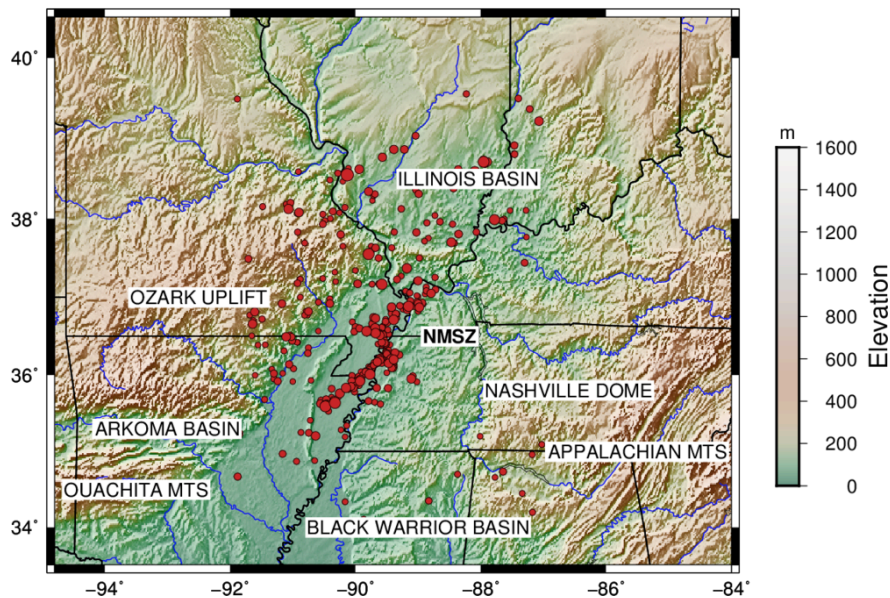 40°
m
1600
ILLINOIS BASIN
1400
38°
1200
1000
OZARK UPLIFT
800
NMSZ
600
36°
NASHVILLE DOME
400
ARKOMA BASIN
APPALACHIAN MTS
200
OUACHITA MTS
0
34°
BLACK WARRIOR BASIN
Elevation
−94° −92° −90° −88° −86° −84°